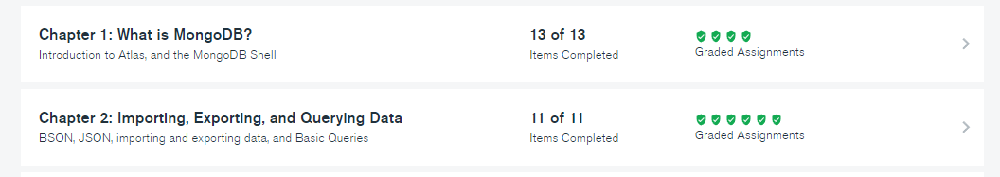 Chapter 1: What is MongoDB?
Introduction to Atlas, and the MongoDB Shell
13 of 13
Items Completed
Graded Assignments
Chapter 2: Importing, Exporting, and Querying Data
BSON, JSON, importing and exporting data, and Basic Queries
11 of 11
Items Completed
Graded Assignments